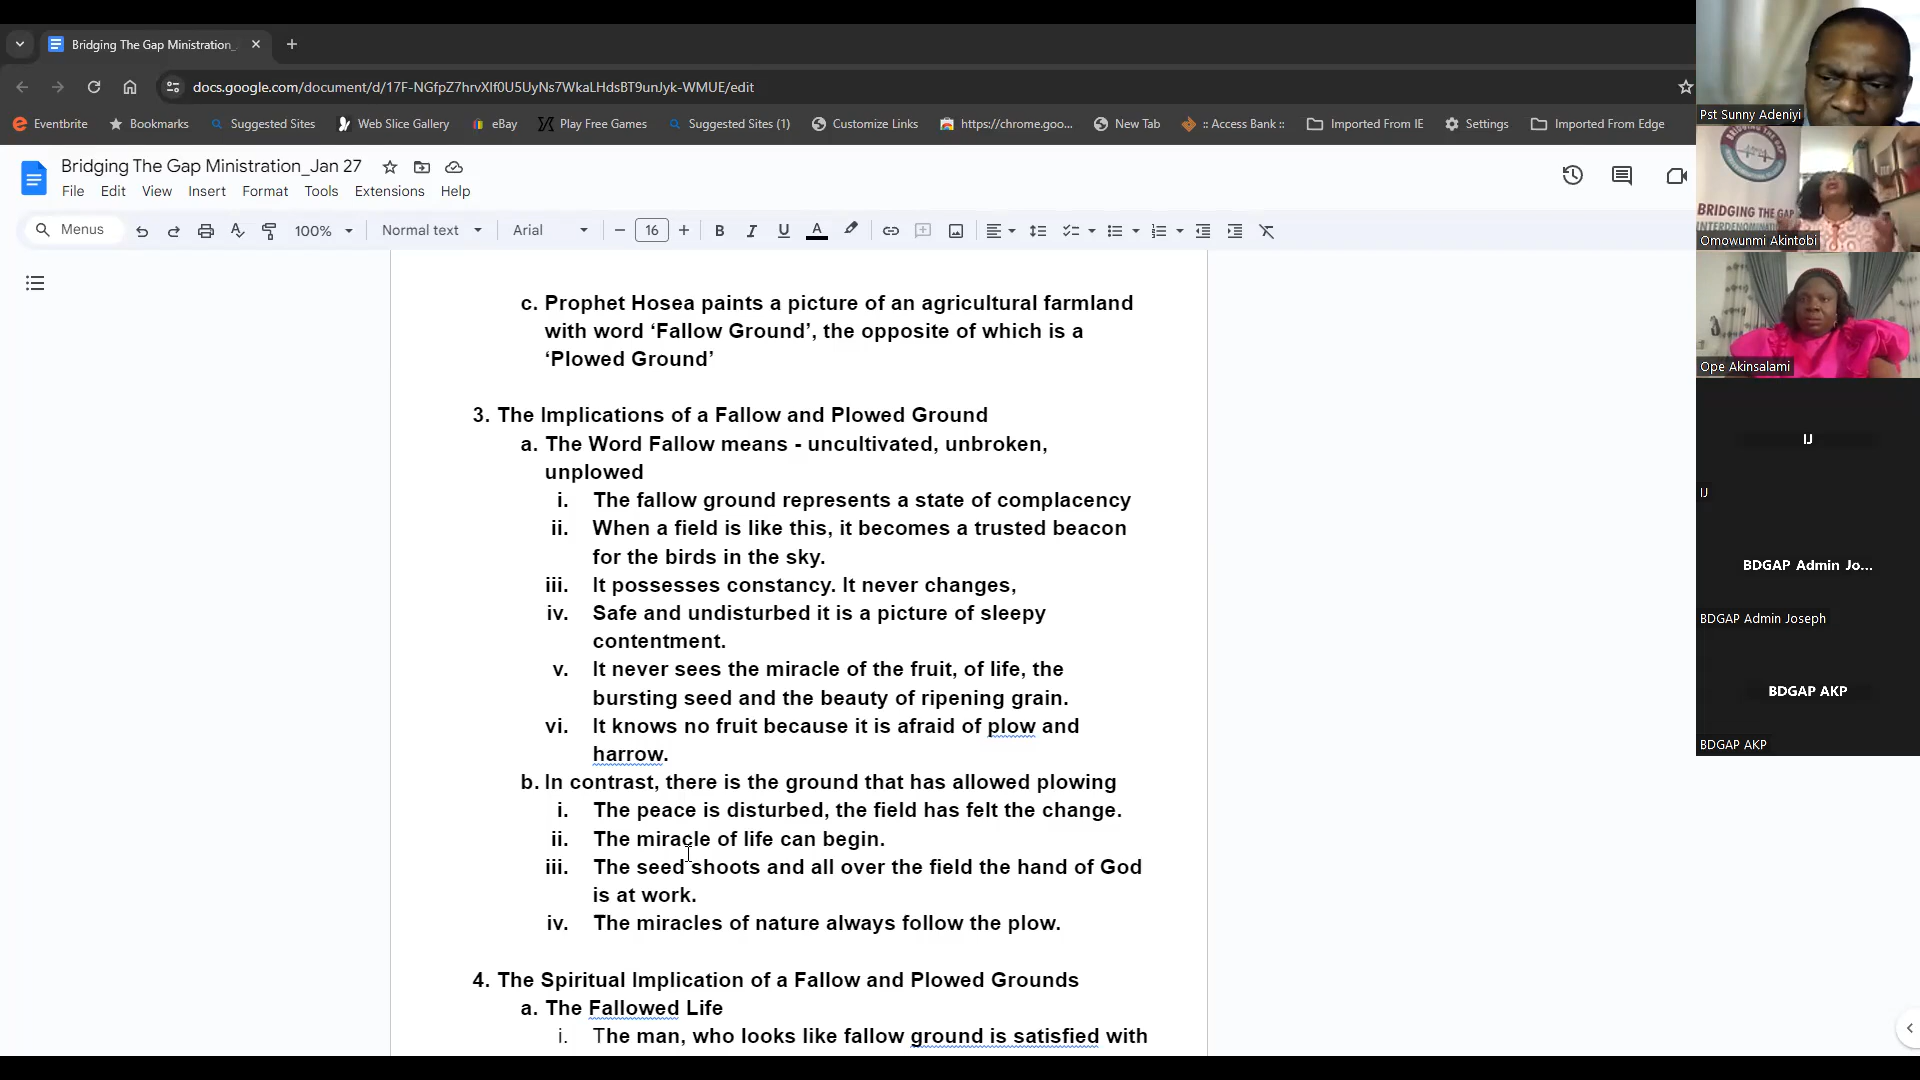 Bridging The Gap Ministration_
docs.google.com/document/d/17F-NGfpZ7hrvXIf0U5UyNs7WkaLHdsBT9unJyk-WMUE/edit
Eventbrite Bookmarks Suggested Sites Web Slice Gallery eBay Play Free Games Suggested Sites (1) Customize Links https://chrome.goo... New Tab :: Access Bank :: Imported From IE Settings Imported From Edge
Bridging The Gap Ministration_Jan 27
File Edit View Insert Format Tools Extensions Help
Menus 100% Normal text Arial 16 B I U A
c. Prophet Hosea paints a picture of an agricultural farmland
with word ‘Fallow Ground’, the opposite of which is a
‘Plowed Ground’
3. The Implications of a Fallow and Plowed Ground
a. The Word Fallow means - uncultivated, unbroken,
unplowed
i. The fallow ground represents a state of complacency
ii. When a field is like this, it becomes a trusted beacon
for the birds in the sky.
iii. It possesses constancy. It never changes,
iv. Safe and undisturbed it is a picture of sleepy
contentment.
v. It never sees the miracle of the fruit, of life, the
bursting seed and the beauty of ripening grain.
vi. It knows no fruit because it is afraid of plow and
harrow.
b. In contrast, there is the ground that has allowed plowing
i. The peace is disturbed, the field has felt the change.
ii. The miracle of life can begin.
iii. The seed shoots and all over the field the hand of God
is at work.
iv. The miracles of nature always follow the plow.
4. The Spiritual Implication of a Fallow and Plowed Grounds
a. The Fallowed Life
i. The man, who looks like fallow ground is satisfied with
Pst Sunny Adeniyi
BRIDGING THE GAP
Omowunmi Akintobi
Ope Akinsalami
IJ
IJ
BDGAP Admin Jo...
BDGAP Admin Joseph
BDGAP AKP
BDGAP AKP